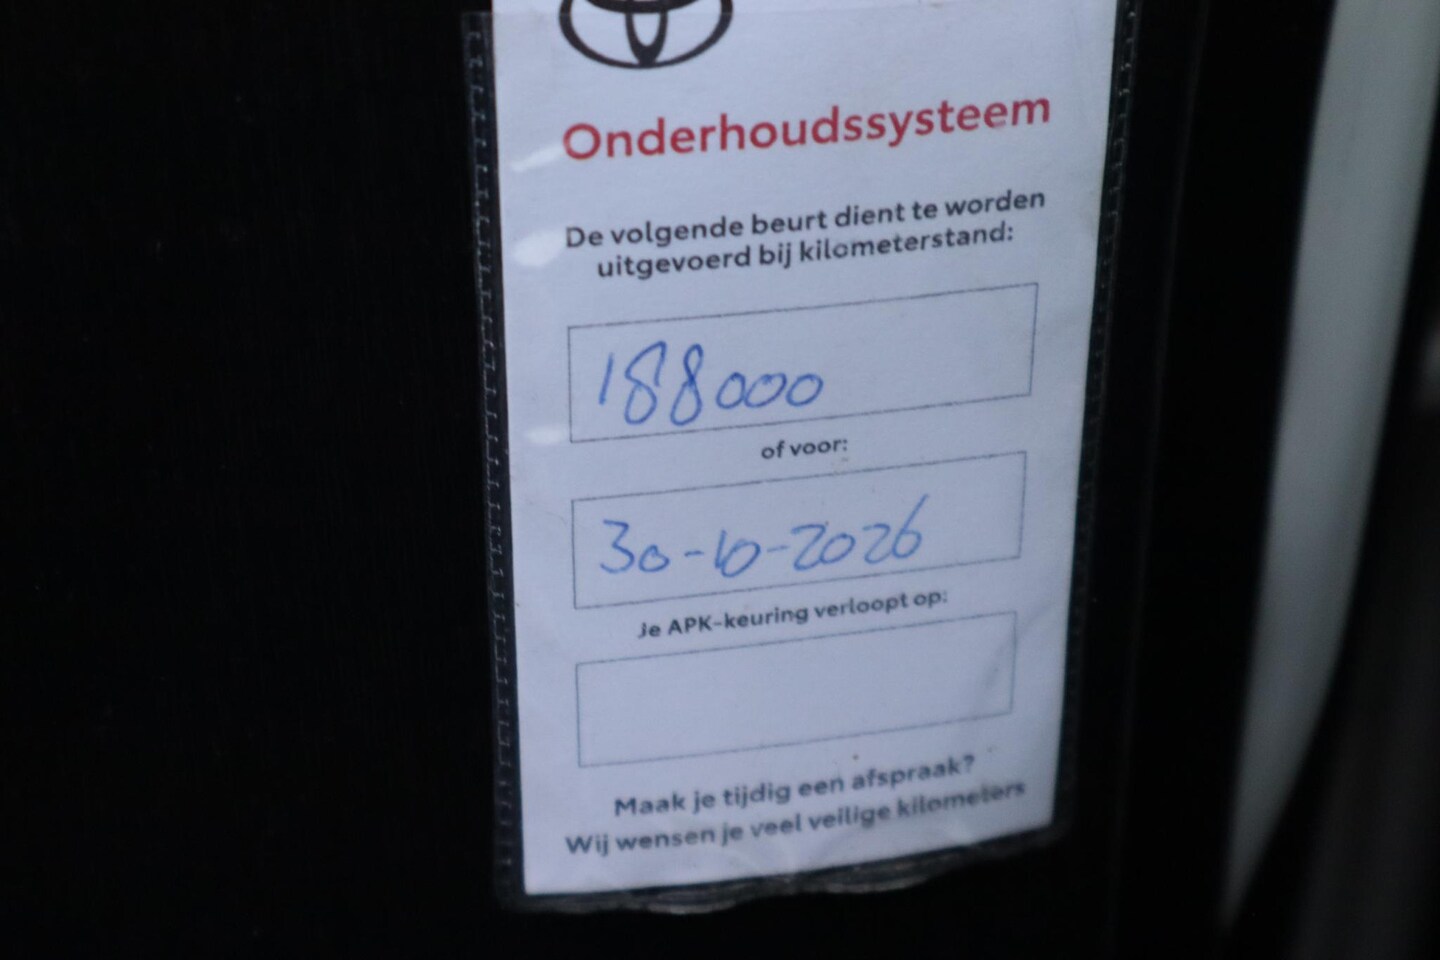 Onderhoudssysteem
De volgende beurt dient te worden
uitgevoerd bij kilometerstand:
188000
of voor:
30-10-2026
Je APK-keuring verloopt op:
Maak je tijdig een afspraak?
Wij wensen je veel veilige kilometers